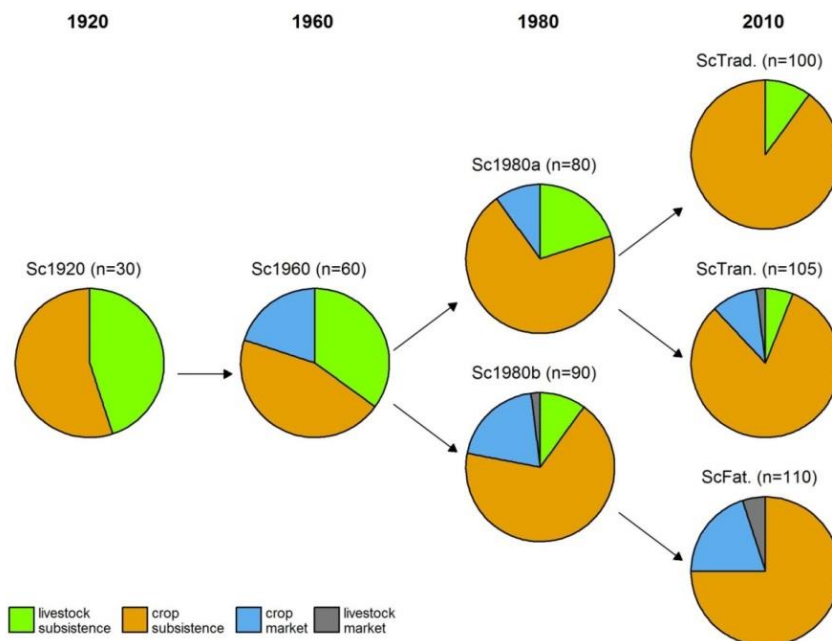 1920 1960 1980 2010
ScTrad. (n=100)
Sc1980a (n=80)
Sc1920 (n=30) Sc1960 (n=60) ScTran. (n=105)
Sc1980b (n=90)
ScFat. (n=110)
livestock subsistence
crop subsistence
crop market
livestock market